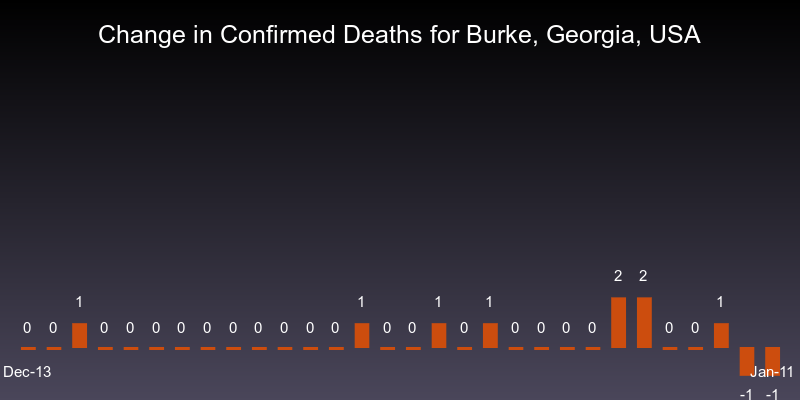 Change in Confirmed Deaths for Burke, Georgia, USA
2 2
1 1 1 1 1
0 0 0 0 0 0 0 0 0 0 0 0 0 0 0 0 0 0 0 0 0
Dec-13 Jan-11
-1 -1